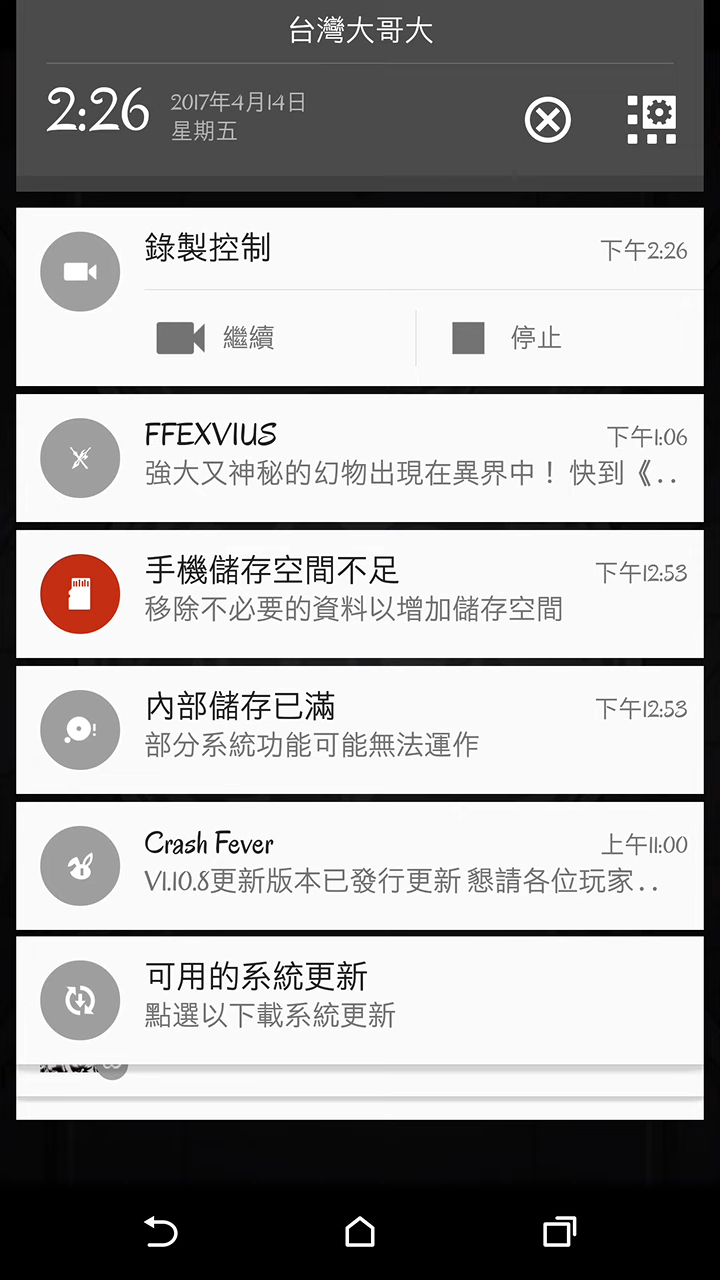 台灣大哥大
2:26
2017年4月14日
星期五
錄製控制
下午2:26
繼續
停止
FFEXVIUS
下午1:06
強大又神秘的幻物出現在異界中！ 快到《..
手機儲存空間不足
下午12:53
移除不必要的資料以增加儲存空間
內部儲存已滿
下午12:53
部分系統功能可能無法運作
Crash Fever
上午11:00
V1.10.8更新版本已發行更新 懇請各位玩家..
可用的系統更新
點選以下載系統更新